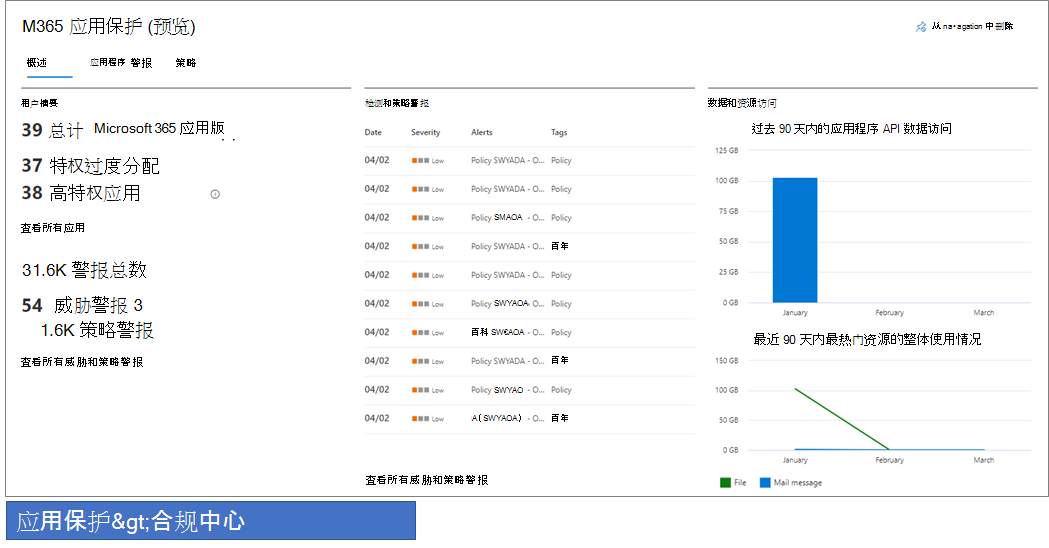 M365 应用保护 (预览)
从 na•agation 中删除
概述 应用程序 警报 策略
租户摘要
39 总计 Microsoft 365 应用版
37 特权过度分配
38 高特权应用
查看所有应用
31.6K 警报总数
54 威胁警报 3
1.6K 策略警报
查看所有威胁和策略警报
检测和策略警报
Date Severity Alerts Tags
04/02 Low Policy SWYADA - O... Policy
04/02 Low Policy SWYADA - O... Policy
04/02 Low Policy SMAOA - O... Policy
04/02 Low Policy SWYADA - O... 百年
04/02 Low Policy SWYADA - O... Policy
04/02 Low Policy SWYAOA- O... Policy
04/02 Low 百科 SW€AOA - O... Policy
04/02 Low Policy SWYADA - O... 百年
04/02 Low Policy SWYAO - O... Policy
04/02 Low A(SWYAOA) - O... 百年
查看所有威胁和策略警报
数据和资源访问
过去 90 天内的应用程序 API 数据访问
125 GB
100 GB
75 GB
50 GB
25 GB
0 GB
January February March
最近 90 天内最热门资源的整体使用情况
150 GB
100 GB
50 GB
0 GB
January February March
File Mail message
应用保护&gt;合规中心